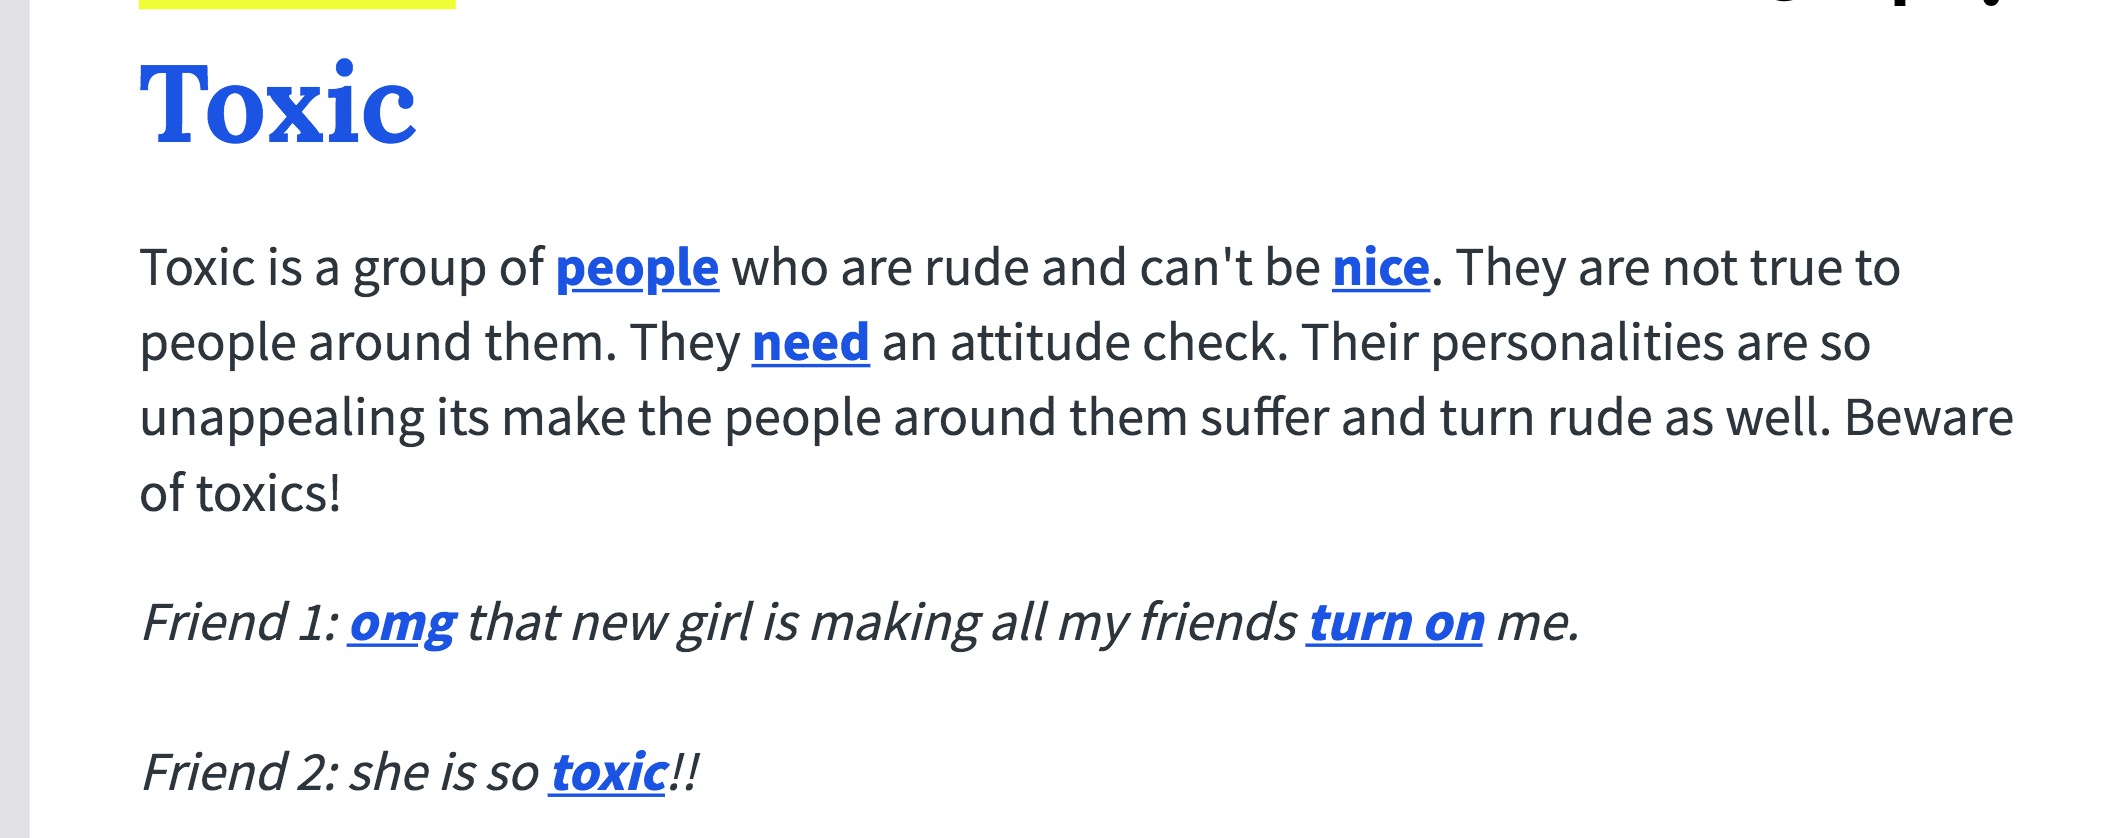 Toxic
Toxic is a group of people who are rude and can't be nice. They are not true to
people around them. They need an attitude check. Their personalities are so
unappealing its make the people around them suffer and turn rude as well. Beware
of toxics!
Friend 1: omg that new girl is making all my friends turn on me.
Friend 2: she is so toxic!!